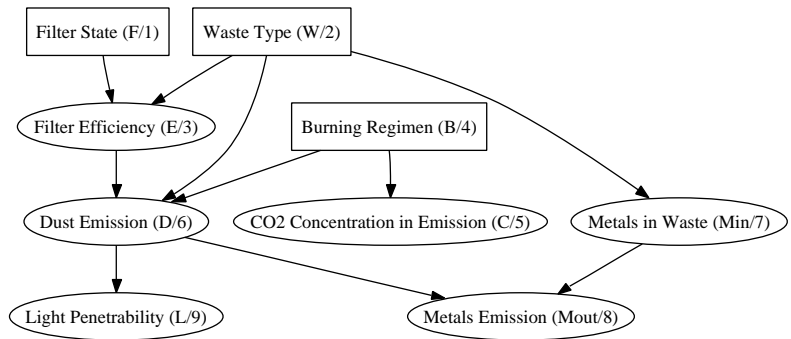 Filter State (F/1)
Waste Type (W/2)
Filter Efficiency (E/3)
Burning Regimen (B/4)
Dust Emission (D/6)
CO2 Concentration in Emission (C/5)
Metals in Waste (Min/7)
Light Penetrability (L/9)
Metals Emission (Mout/8)